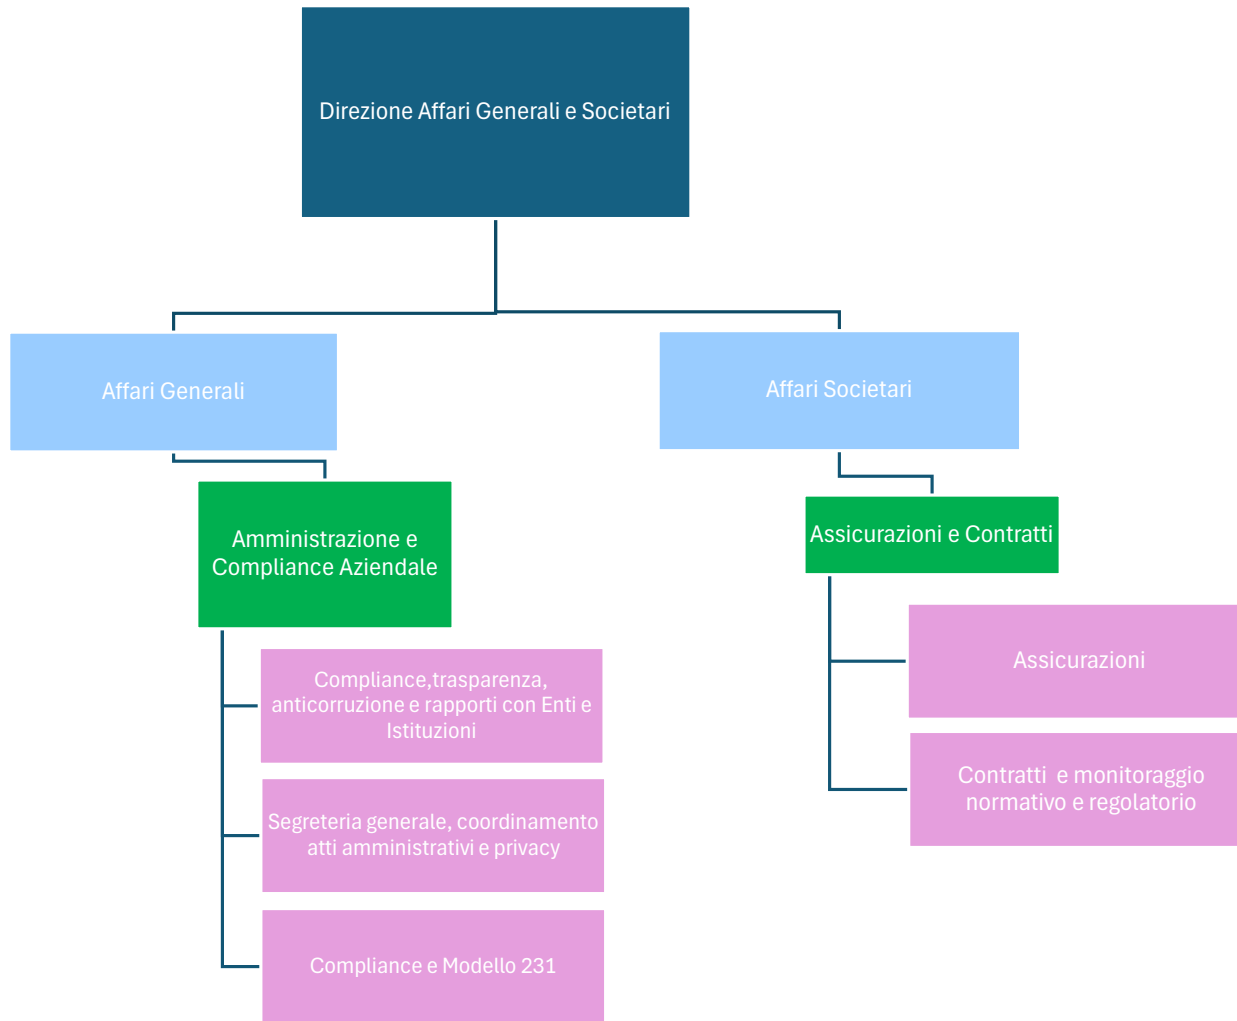 Direzione Affari Generali e Societari
Affari Generali
Affari Societari
Amministrazione e
Compliance Aziendale
Assicurazioni e Contratti
Compliance,trasparenza,
anticorruzione e rapporti con Enti e
Istituzioni
Segreteria generale, coordinamento
atti amministrativi e privacy
Compliance e Modello 231
Assicurazioni
Contratti  e monitoraggio
normativo e regolatorio